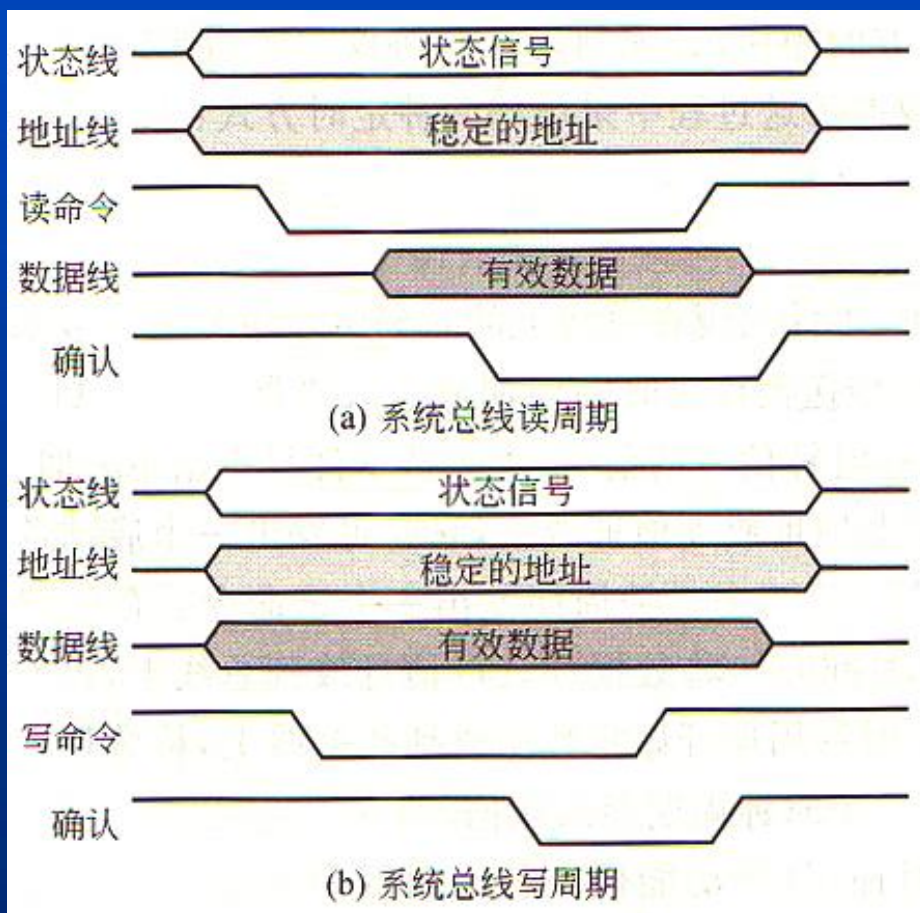 状态线 状态信号
地址线 稳定的地址
读命令
数据线 有效数据
确认
(a) 系统总线读周期
状态线 状态信号
地址线 稳定的地址
数据线 有效数据
写命令
确认
(b) 系统总线写周期